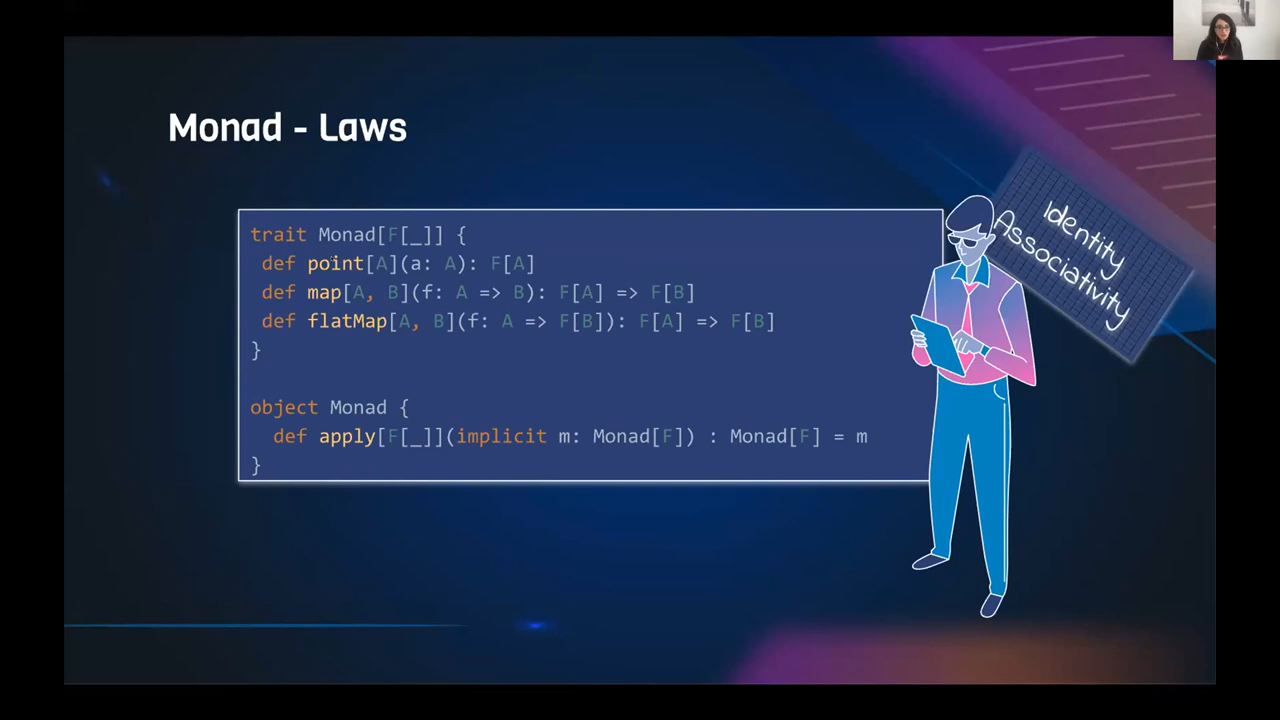 Monad - Laws
trait Monad[F[_]] {
def point[A](a: A): F[A]
def map[A, B](f: A => B): F[A] => F[B]
def flatMap[A, B](f: A => F[B]): F[A] => F[B]
}
object Monad {
def apply[F[_]](implicit m: Monad[F]) : Monad[F] = m
}
Identity
Associativity